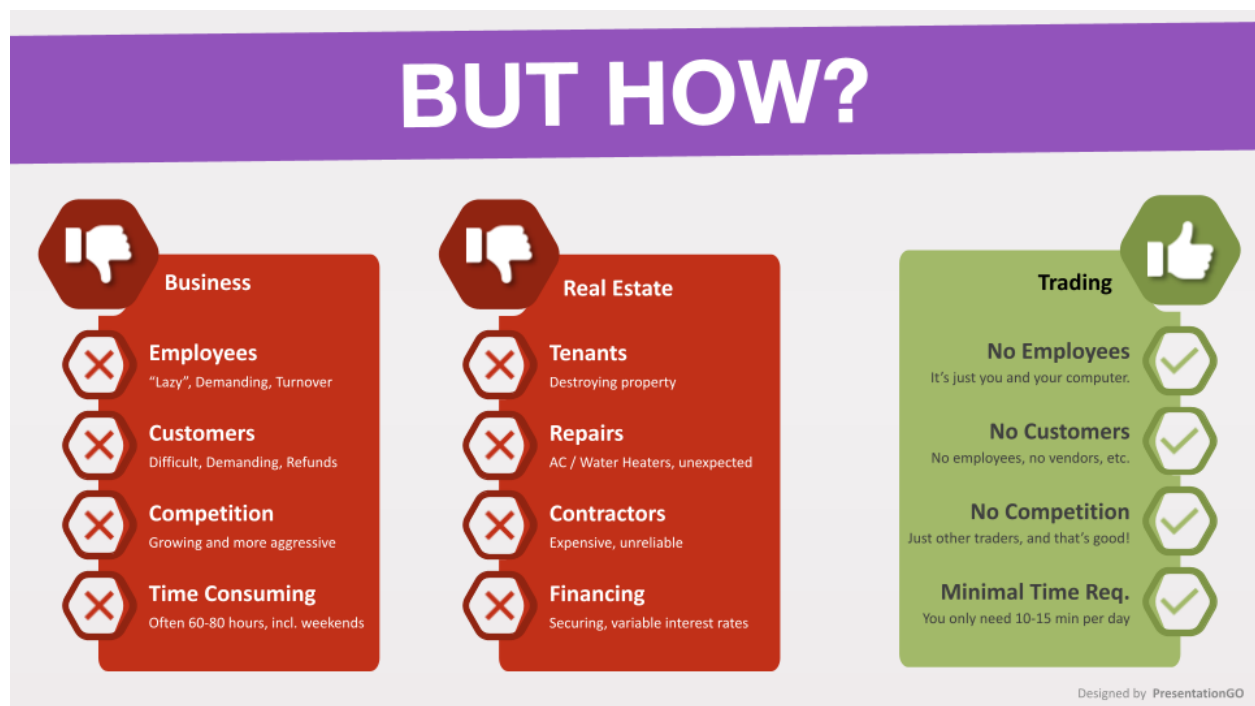 BUT HOW?
Business
Employees
“Lazy”, Demanding, Turnover
Customers
Difficult, Demanding, Refunds
Competition
Growing and more aggressive
Time Consuming
Often 60-80 hours, incl. weekends
Real Estate
Tenants
Destroying property
Repairs
AC / Water Heaters, unexpected
Contractors
Expensive, unreliable
Financing
Securing, variable interest rates
Trading
No Employees
It’s just you and your computer.
No Customers
No employees, no vendors, etc.
No Competition
Just other traders, and that’s good!
Minimal Time Req.
You only need 10-15 min per day
Designed by PresentationGO